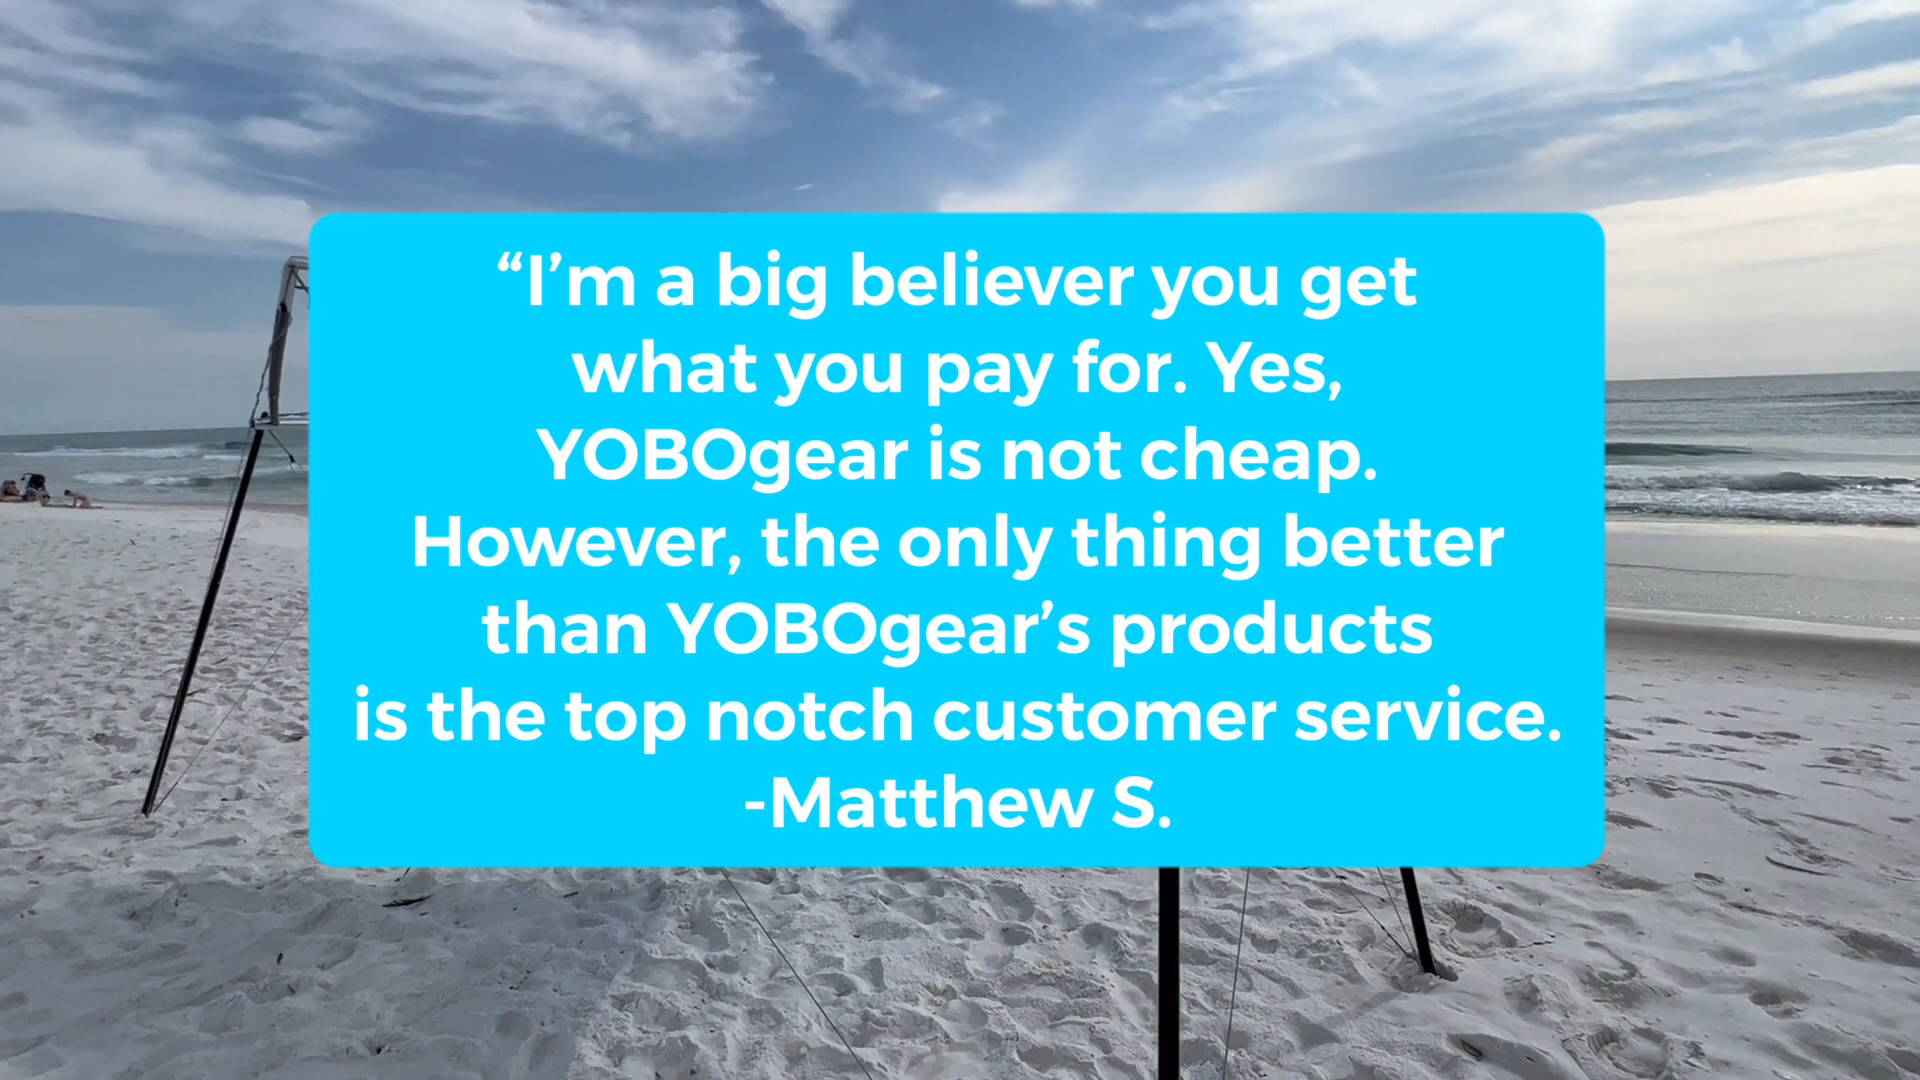 “I’m a big believer you get
what you pay for. Yes,
YOBOgear is not cheap.
However, the only thing better
than YOBOgear’s products
is the top notch customer service.
-Matthew S.